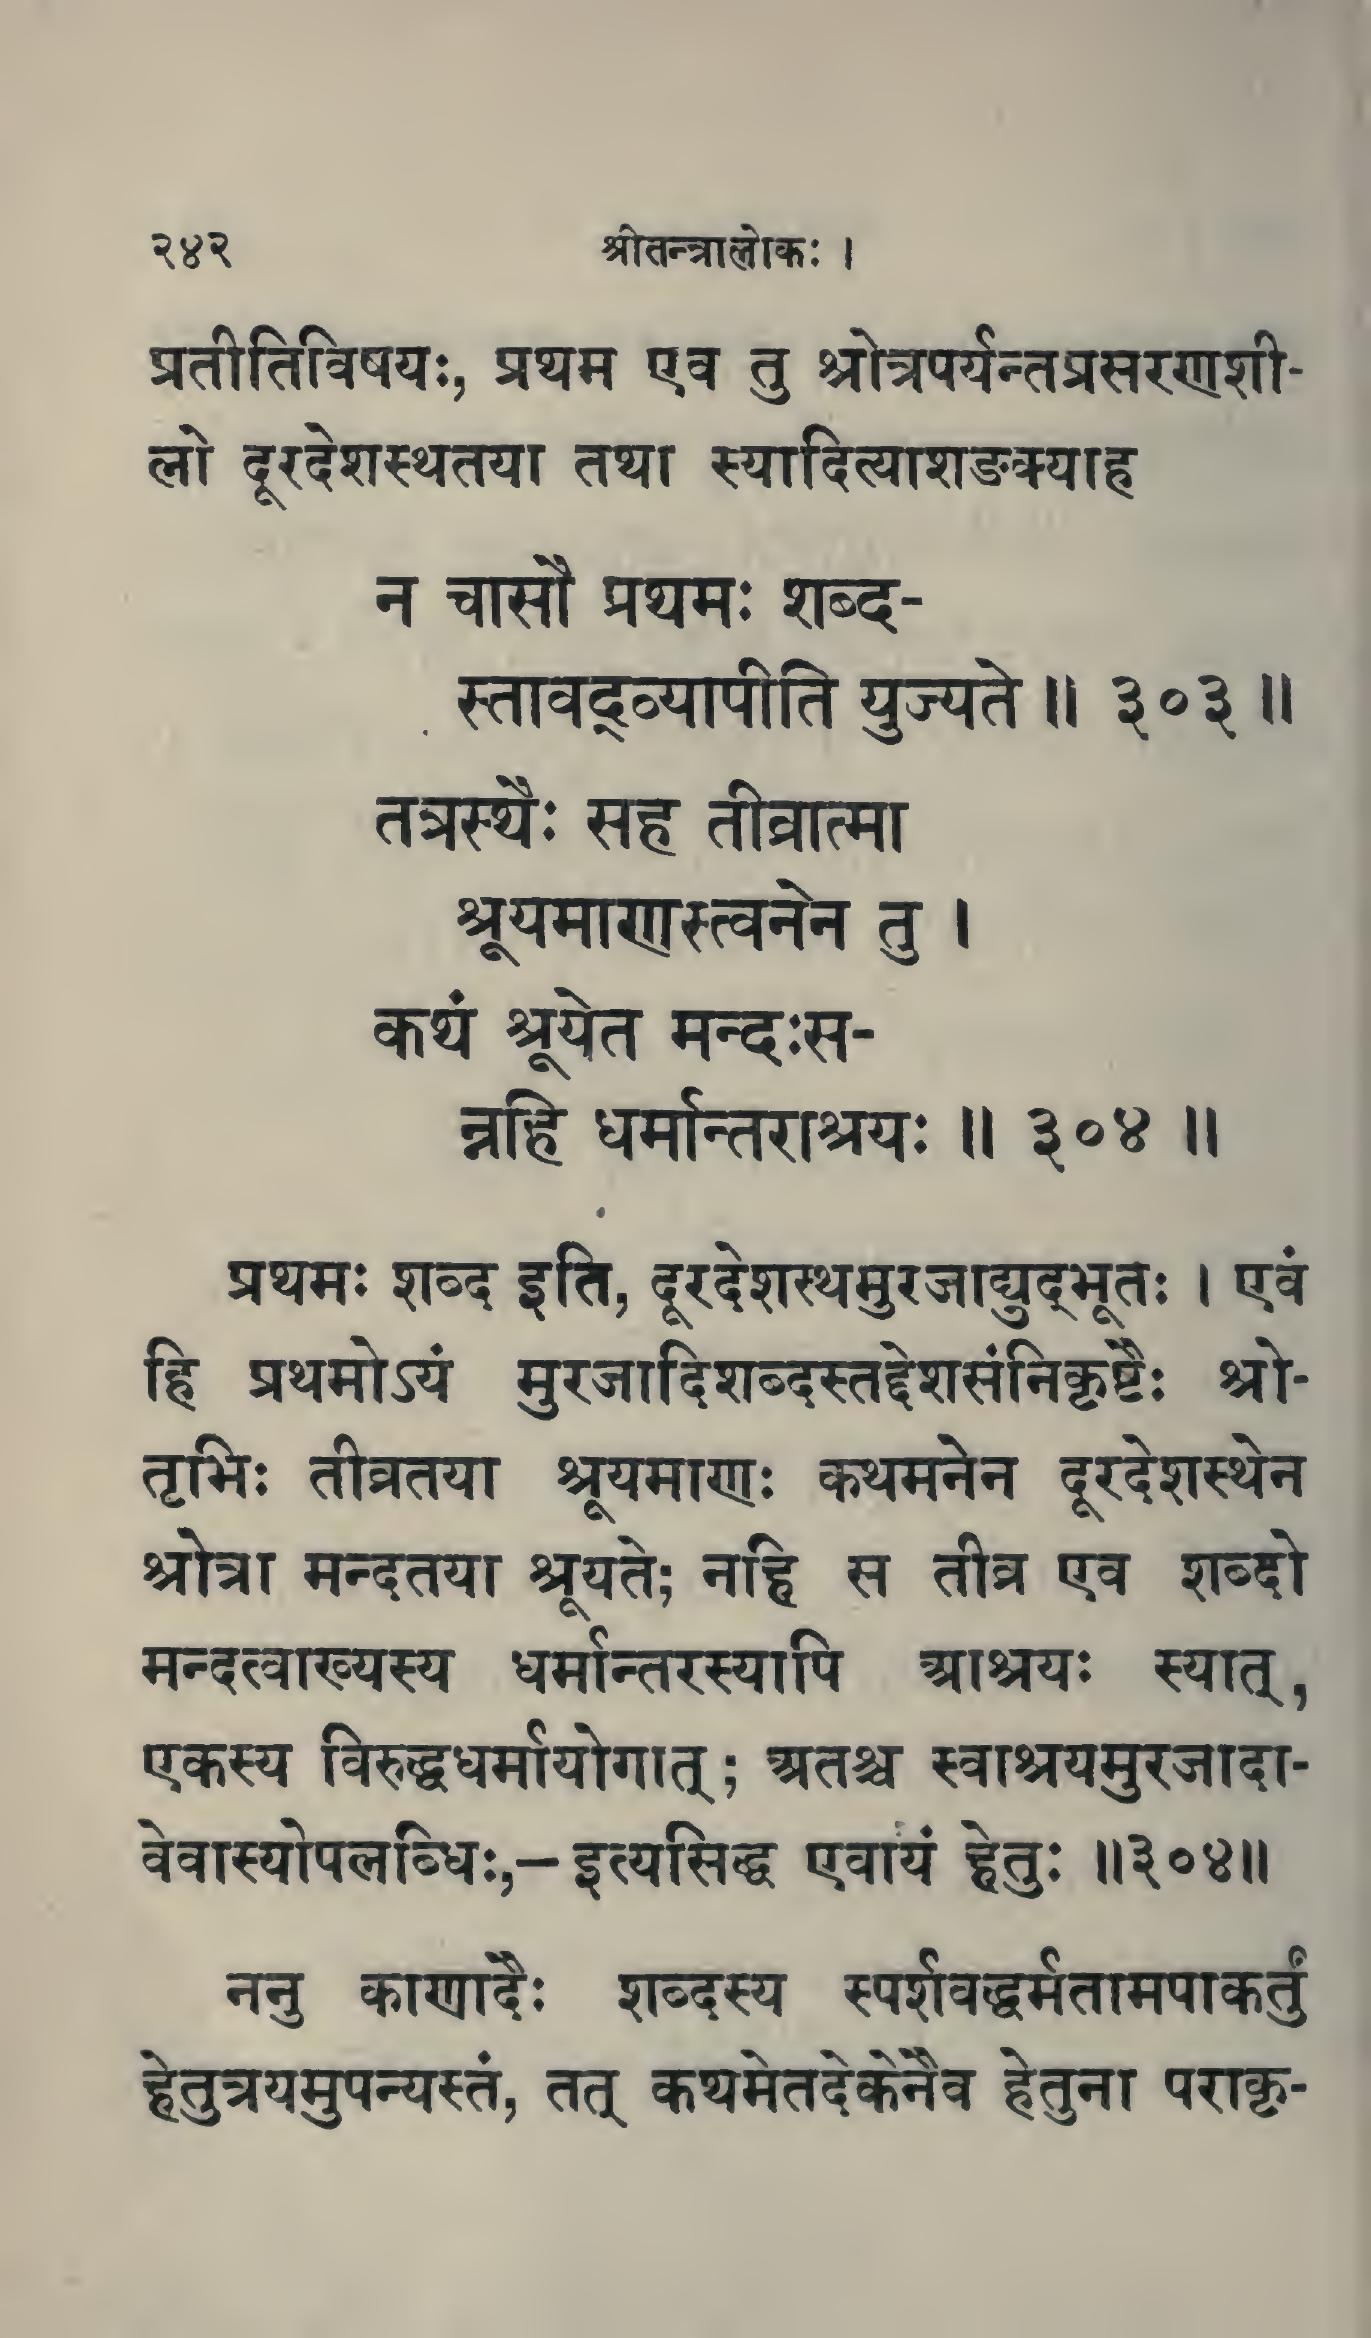 २४२ श्रीतन्त्रालोकः ।
प्रतीतिविषयः, प्रथम एव तु श्रोत्रपर्यन्तप्रसरणशी-
लो दूरदेशस्थतया तथा स्यादित्याशङ्क्याह
न चासौ प्रथमः शब्द-
स्तावद्व्यापीति युज्यते ॥ ३०३ ॥
तत्रस्थैः सह तीव्रात्मा
श्रूयमाणस्त्वनेन तु ।
कथं श्रूयेत मन्दःस-
न्नहि धर्मान्तराश्रयः ॥ ३०४ ॥
प्रथमः शब्द इति, दूरदेशस्थमुरजाद्युद्भूतः । एवं
हि प्रथमोऽयं मुरजादिशब्दस्तद्देशसंनिकृष्टैः श्रो-
तृभिः तीव्रतया श्रूयमाणः कथमनेन दूरदेशस्थेन
श्रोत्रा मन्दतया श्रूयते; नहि स तीव्र एव शब्दो
मन्दत्वाख्यस्य धर्मान्तरस्यापि आश्रयः स्यात्,
एकस्य विरुद्धधर्मायोगात्; अतश्च स्वाश्रयमुरजादा-
वेवास्योपलब्धिः,— इत्यसिद्ध एवायं हेतुः ॥३०४॥
ननु काणादैः शब्दस्य स्पर्शवद्धर्मतामपाकर्तुं
हेतुत्रयमुपन्यस्तं, तत् कथमेतदेकेनैव हेतुना पराकृ-